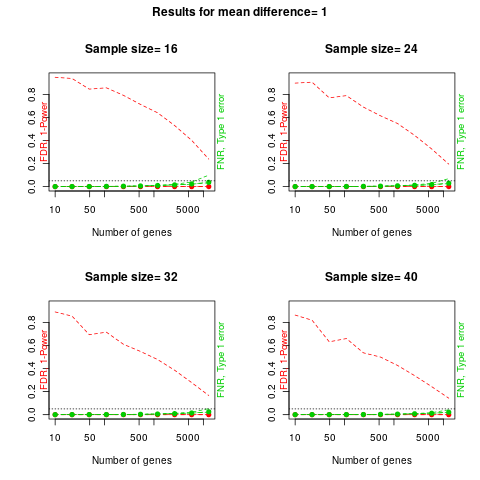 Results for mean difference= 1
Sample size= 16
FDR, 1-Power
0.0 0.2 0.4 0.6 0.8
FNR, Type 1 error
10 50 500 5000
Number of genes
Sample size= 24
FDR, 1-Power
0.0 0.2 0.4 0.6 0.8
FNR, Type 1 error
10 50 500 5000
Number of genes
Sample size= 32
FDR, 1-Power
0.0 0.2 0.4 0.6 0.8
FNR, Type 1 error
10 50 500 5000
Number of genes
Sample size= 40
FDR, 1-Power
0.0 0.2 0.4 0.6 0.8
FNR, Type 1 error
10 50 500 5000
Number of genes